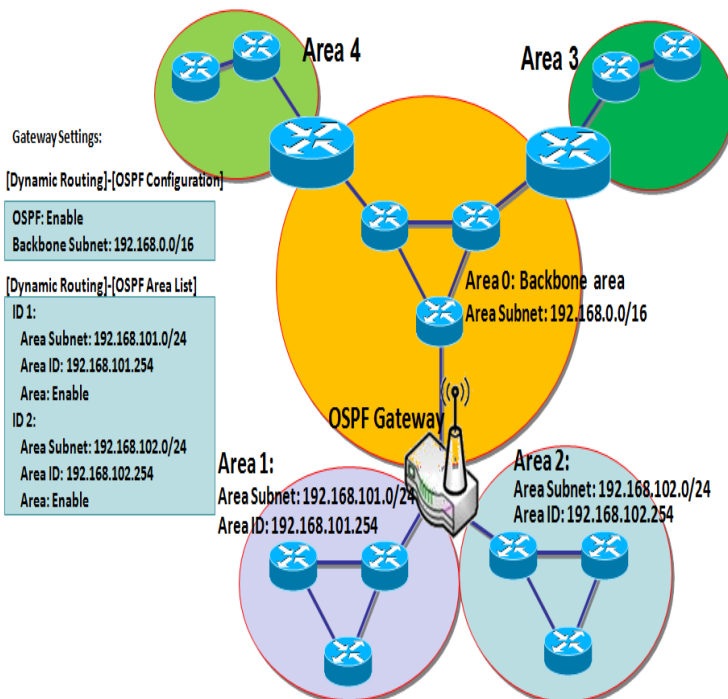 Area 4
Area 3
Gateway Settings:
[Dynamic Routing]-[OSPF Configuration]
OSPF: Enable
Backbone Subnet: 192.168.0.0/16
[Dynamic Routing]-[OSPF Area List]
ID 1:
Area Subnet: 192.168.101.0/24
Area ID: 192.168.101.254
Area: Enable
ID 2:
Area Subnet: 192.168.102.0/24
Area ID: 192.168.102.254
Area: Enable
Area 0: Backbone area
Area Subnet: 192.168.0.0/16
OSPF Gateway
Area 1:
Area Subnet: 192.168.101.0/24
Area ID: 192.168.101.254
Area 2:
Area Subnet: 192.168.102.0/24
Area ID: 192.168.102.254